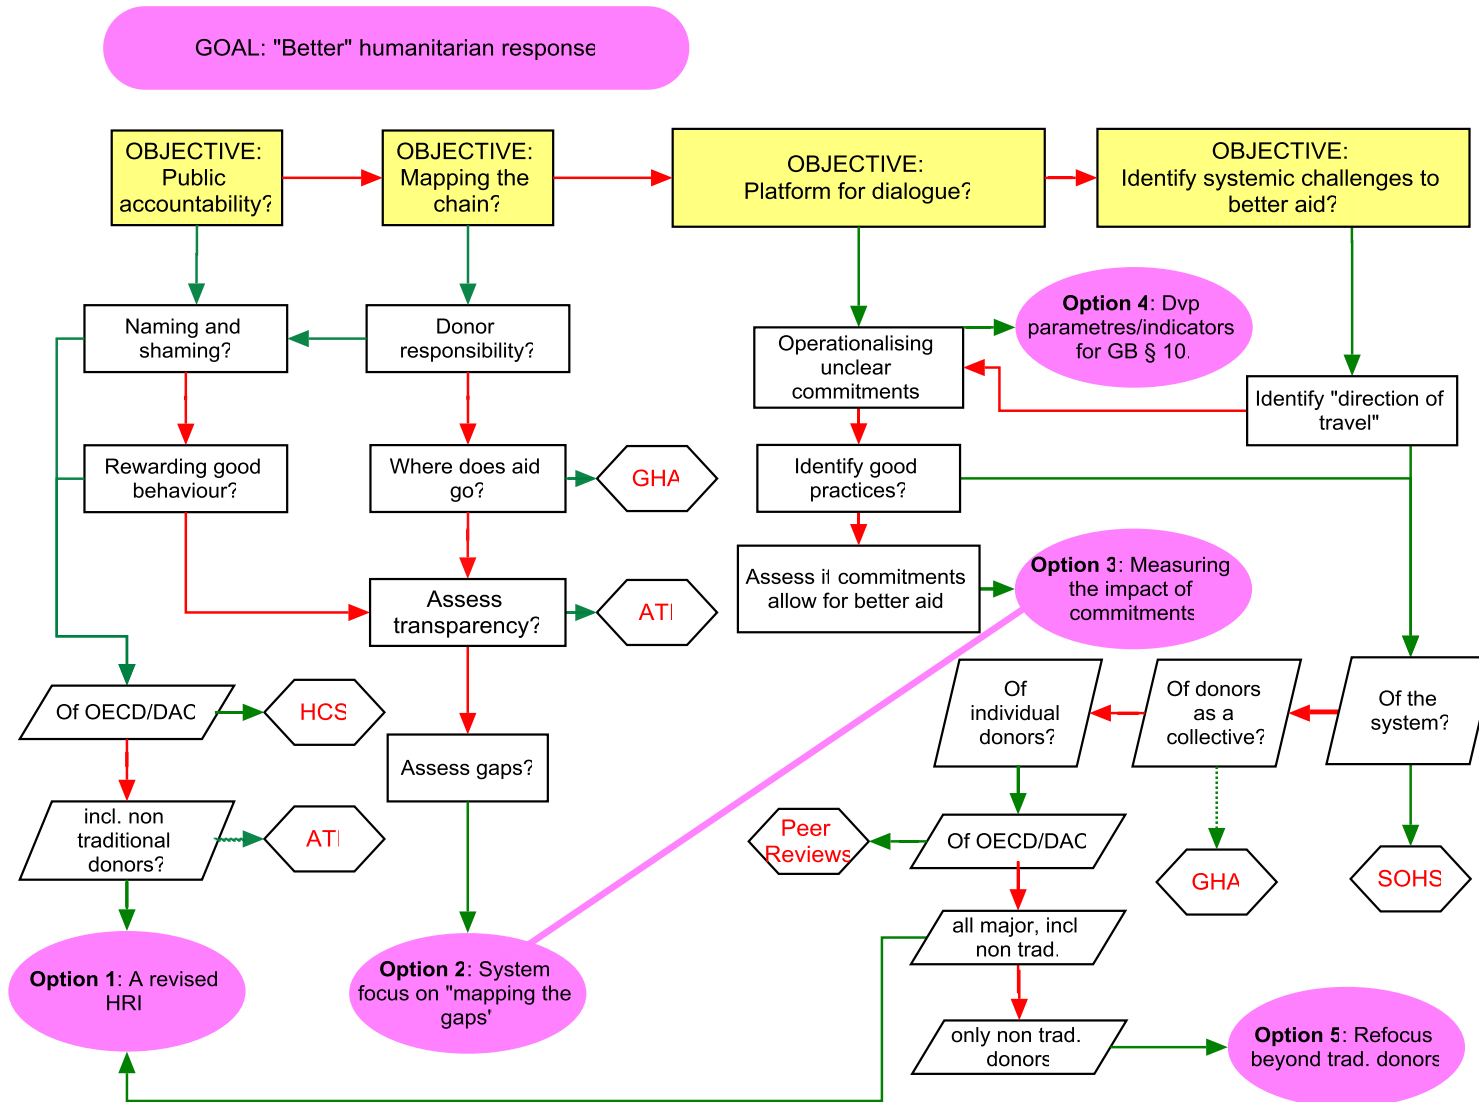 GOAL: "Better" humanitarian response
OBJECTIVE:
Public
accountability?
OBJECTIVE:
Mapping the
chain?
OBJECTIVE:
Platform for dialogue?
OBJECTIVE:
Identify systemic challenges to
better aid?
Naming and
shaming?
Donor
responsibility?
Operationalising
unclear
commitments
Option 4: Dvp
parametres/indicators
for GB § 10.
Identify "direction of
travel"
Rewarding good
behaviour?
Where does aid
go?
GHA
Identify good
practices?
Assess
transparency?
ATI
Assess if commitments
allow for better aid
Option 3: Measuring
the impact of
commitments
Of OECD/DAC
HCS
Assess gaps?
Of
individual
donors?
Of donors
as a
collective?
Of the
system?
incl. non
traditional
donors?
ATI
Peer
Reviews
Of OECD/DAC
GHA
SOHS
all major, incl
non trad.
Option 1: A revised
HRI
Option 2: System
focus on "mapping the
gaps'
only non trad.
donors
Option 5: Refocus
beyond trad. donors